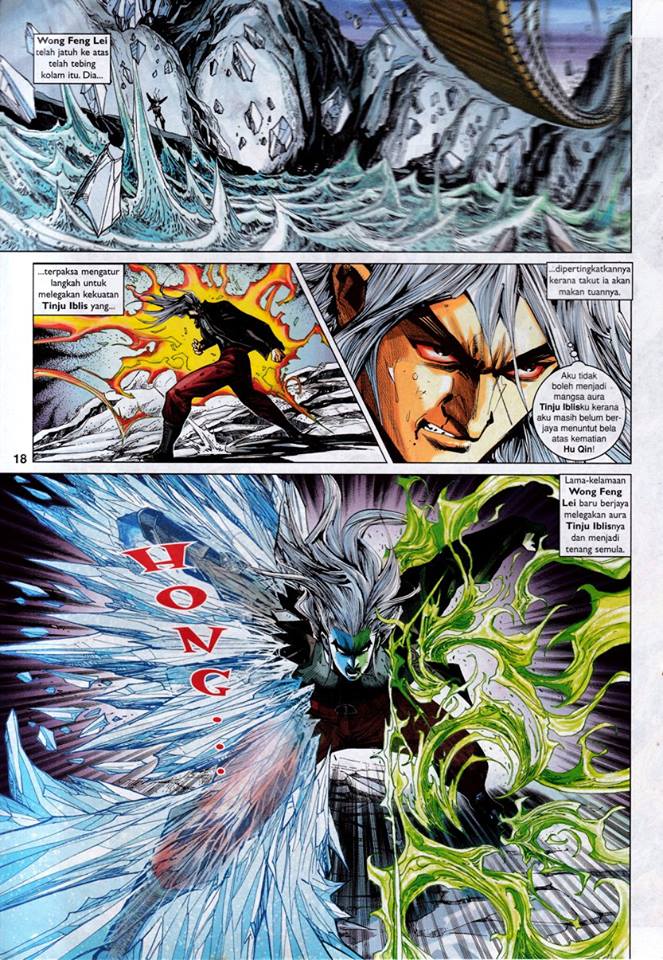 Wong Feng Lei
telah jatuh ke atas
telah tebing
kolam itu. Dia...
...terpaksa mengatur
langkah untuk
melegakan kekuatan
Tinju Iblis yang...
...dipertingkatkannya
kerana takut ia akan
makan tuannya.
Aku tidak
boleh menjadi
mangsa aura
Tinju Iblisku kerana
aku masih belum ber-
jaya menuntut bela
atas kematian
Hu Qin!
18
Lama-kelamaan
Wong Feng
Lei baru berjaya
melegakan aura
Tinju Iblisnya
dan menjadi
tenang semula.
HONG...